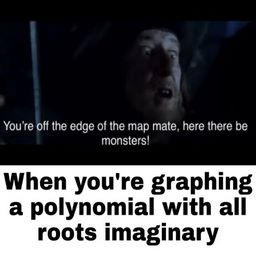 You're off the edge of the map mate, here there be
monsters!
When you're graphing
a polynomial with all
roots imaginary